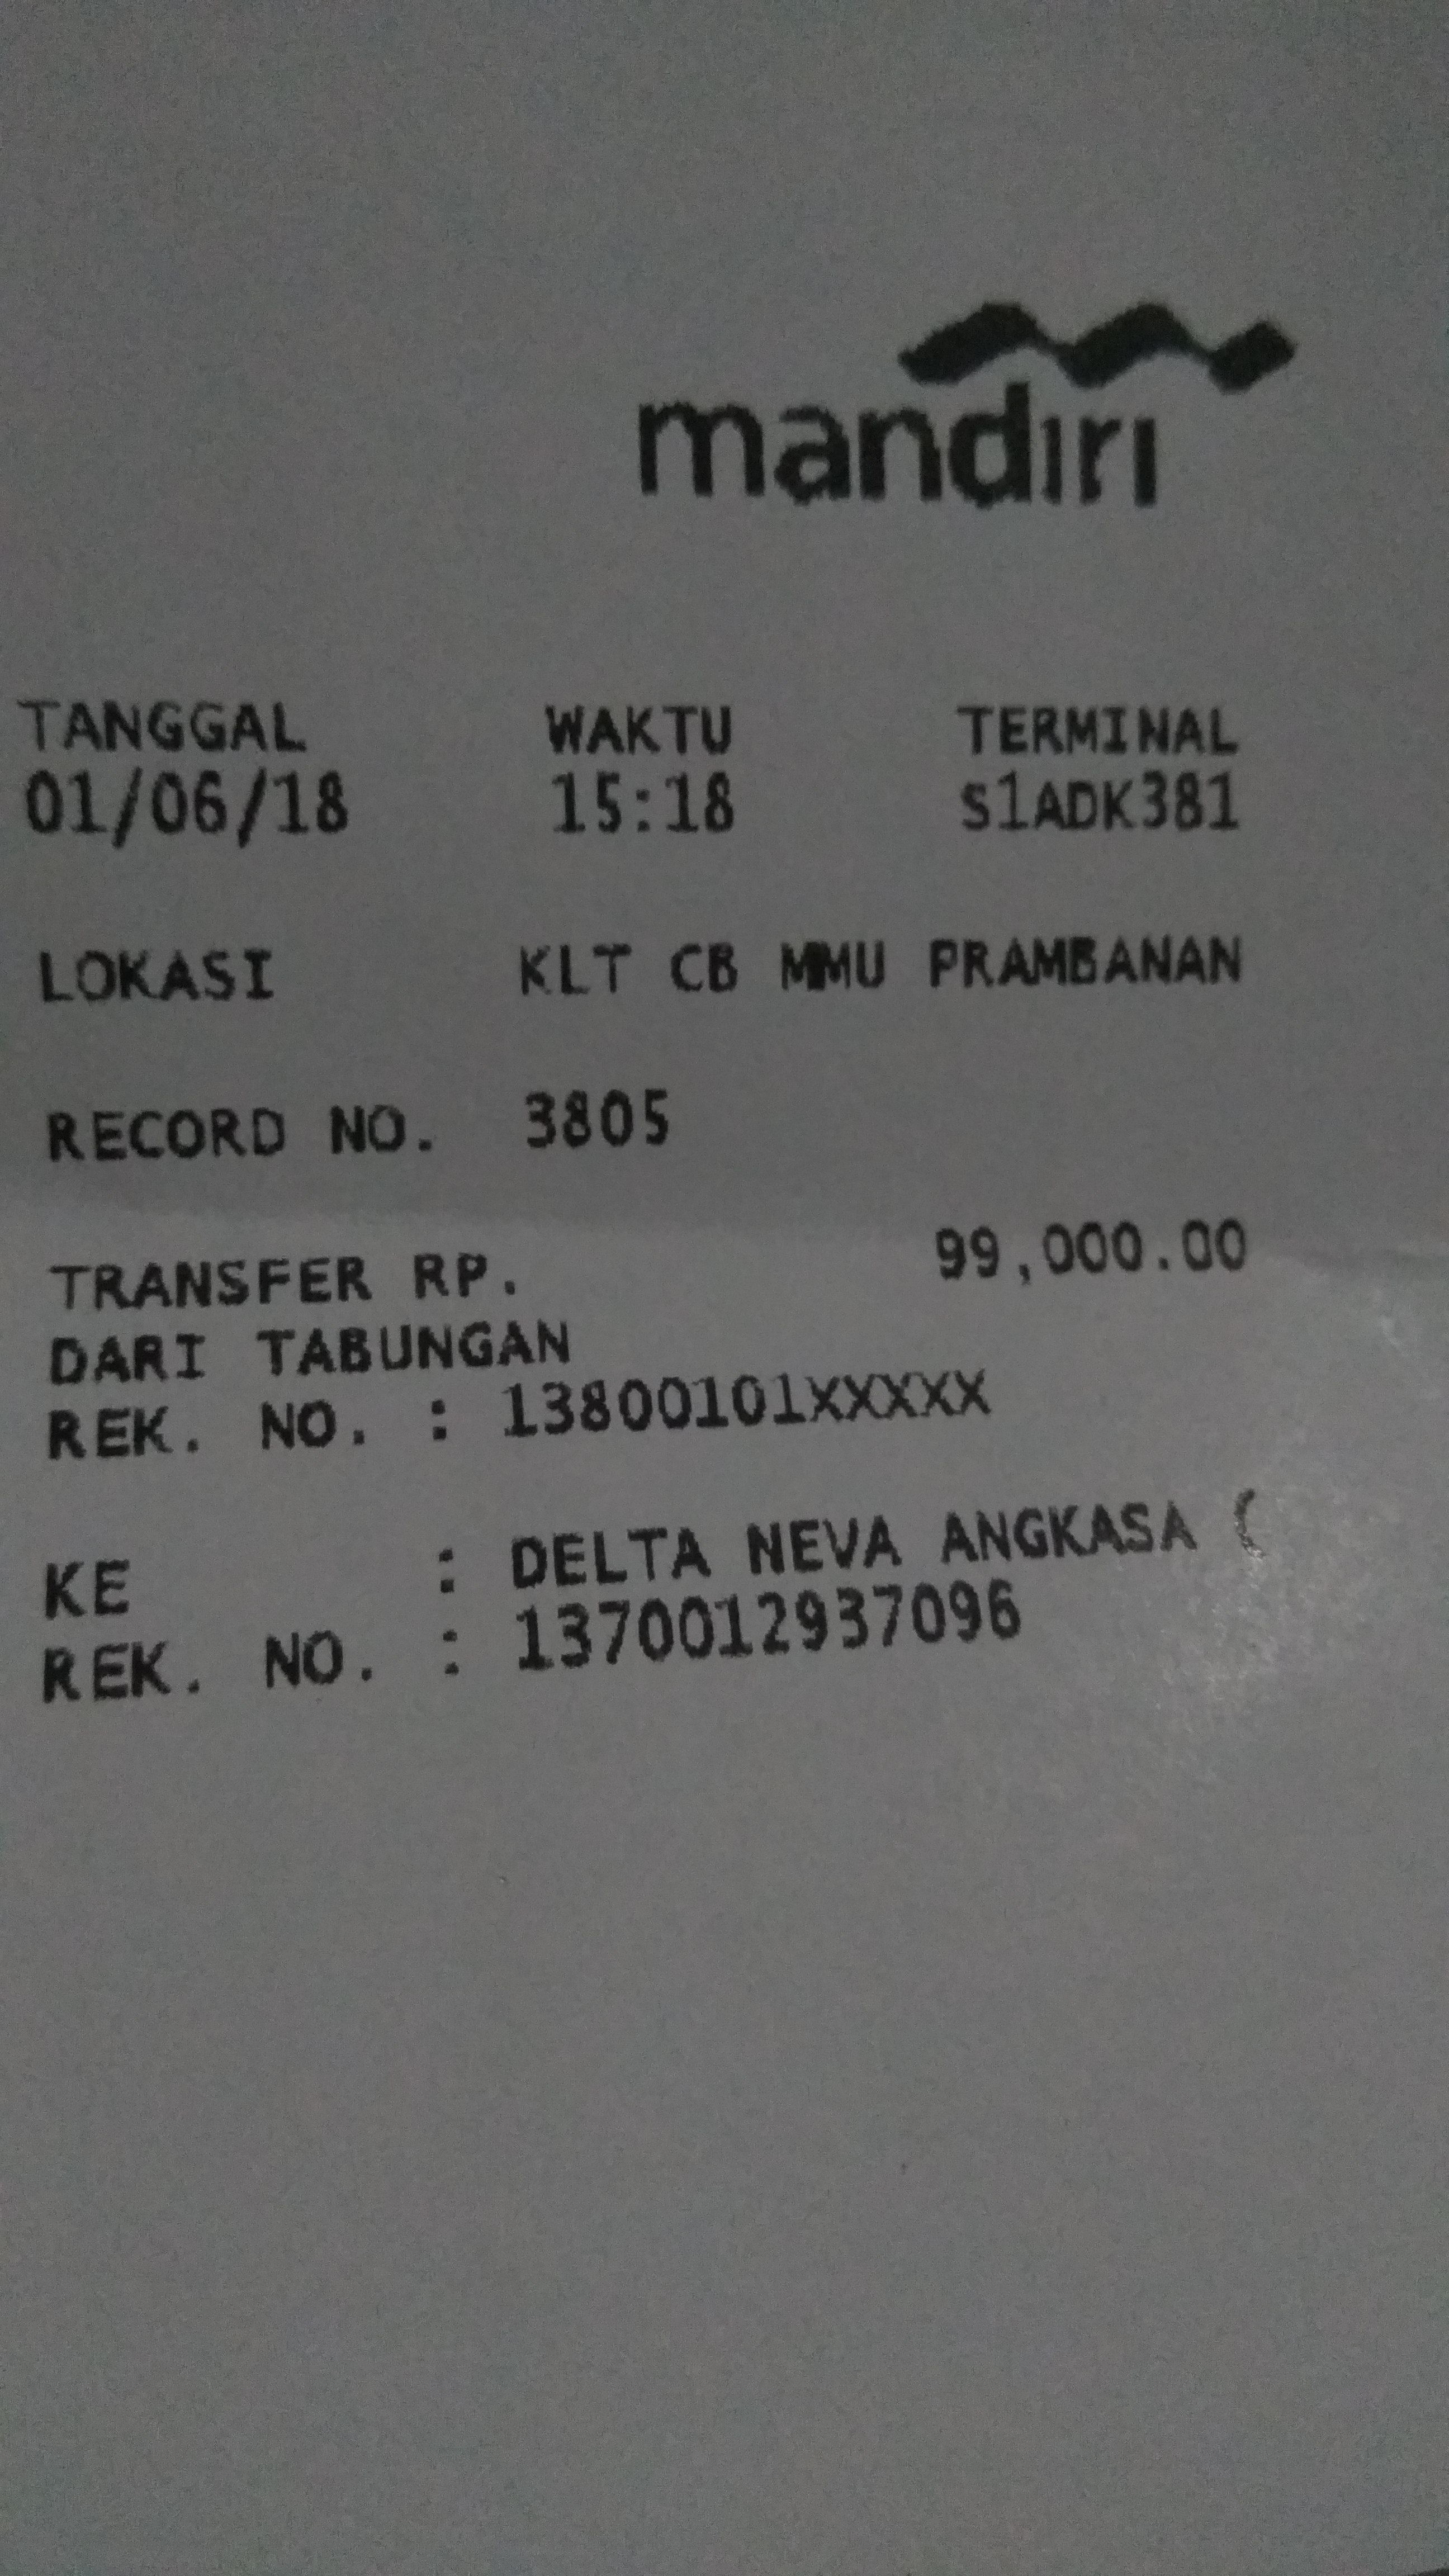 mandiri
TANGGAL WAKTU TERMINAL
01/06/18 15:18 S1ADK381
LOKASI KLT CB MMU PRAMBANAN
RECORD NO. 3805
TRANSFER RP. 99,000.00
DARI TABUNGAN
REK. NO. : 13800101XXXXX
KE : DELTA NEVA ANGKASA (
REK. NO. : 1370012937096